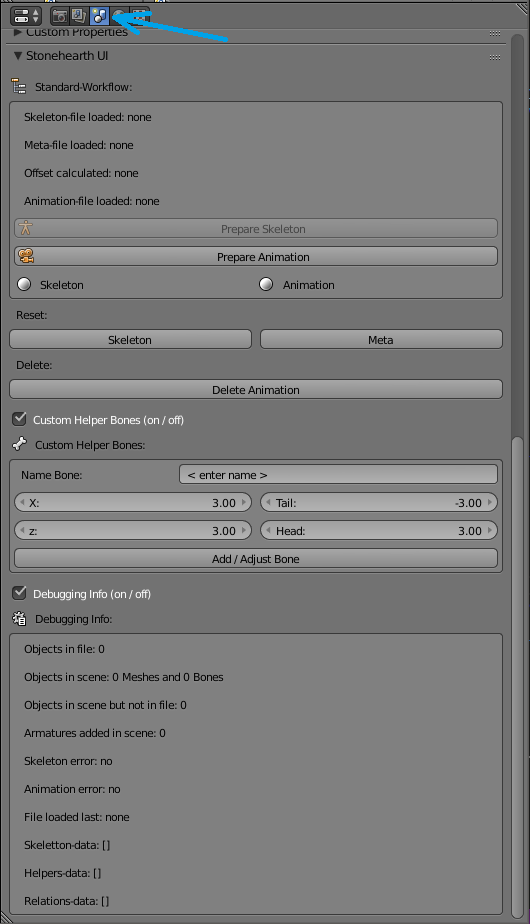 Custom Properties
Stonehearth UI
Standard-Workflow:
Skeleton-file loaded: none
Meta-file loaded: none
Offset calculated: none
Animation-file loaded: none
Prepare Skeleton
Prepare Animation
Skeleton Animation
Reset:
Skeleton Meta
Delete:
Delete Animation
Custom Helper Bones (on / off)
Custom Helper Bones:
Name Bone: < enter name >
X: 3.00 Tail: -3.00
z: 3.00 Head: 3.00
Add / Adjust Bone
Debugging Info (on / off)
Debugging Info:
Objects in file: 0
Objects in scene: 0 Meshes and 0 Bones
Objects in scene but not in file: 0
Armatures added in scene: 0
Skeleton error: no
Animation error: no
File loaded last: none
Skeletton-data: []
Helpers-data: []
Relations-data: []